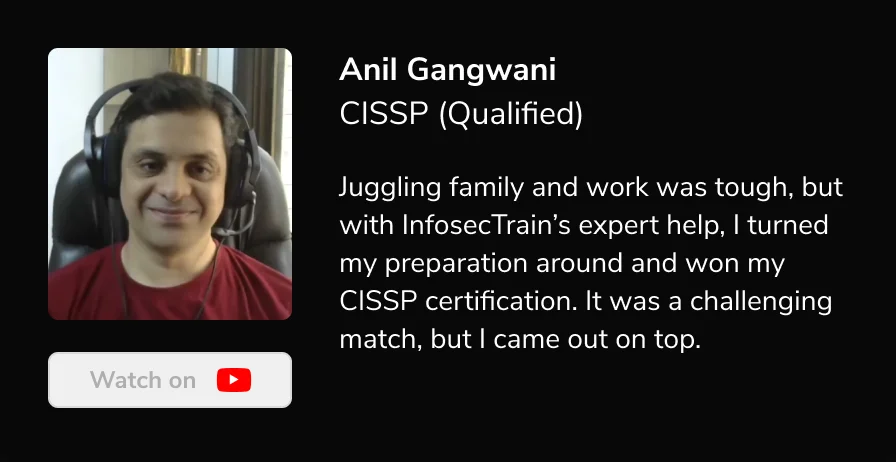 Anil Gangwani
CISSP (Qualified)
Juggling family and work was tough, but
with InfosecTrain’s expert help, I turned
my preparation around and won my
CISSP certification. It was a challenging
match, but I came out on top.
Watch on